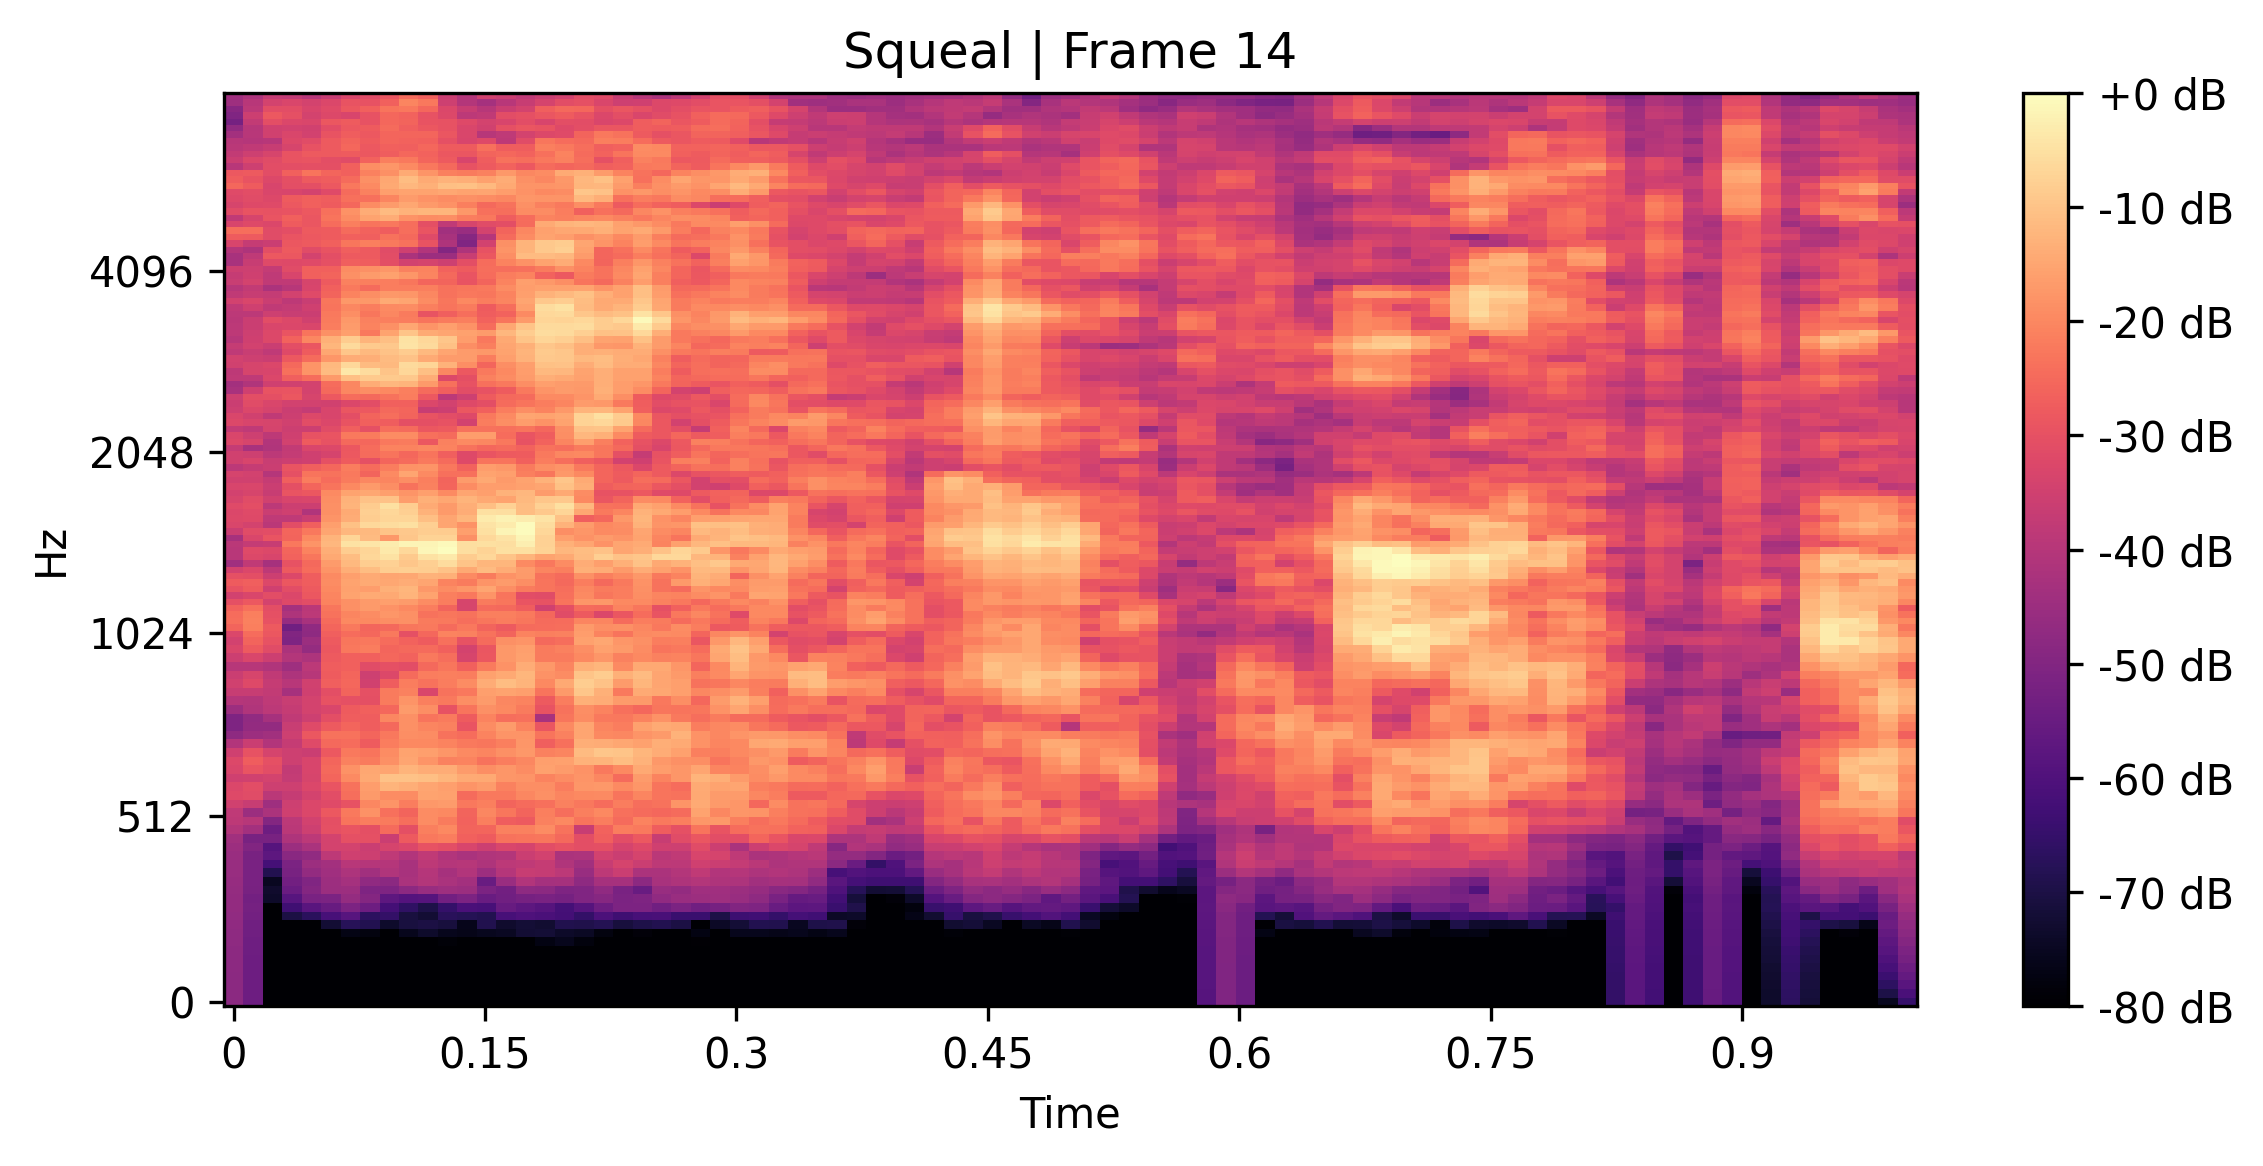 Squeal | Frame 14
+0 dB
-10 dB
-20 dB
-30 dB
-40 dB
-50 dB
-60 dB
-70 dB
-80 dB
4096
2048
1024
512
0
Hz
0 0.15 0.3 0.45 0.6 0.75 0.9
Time